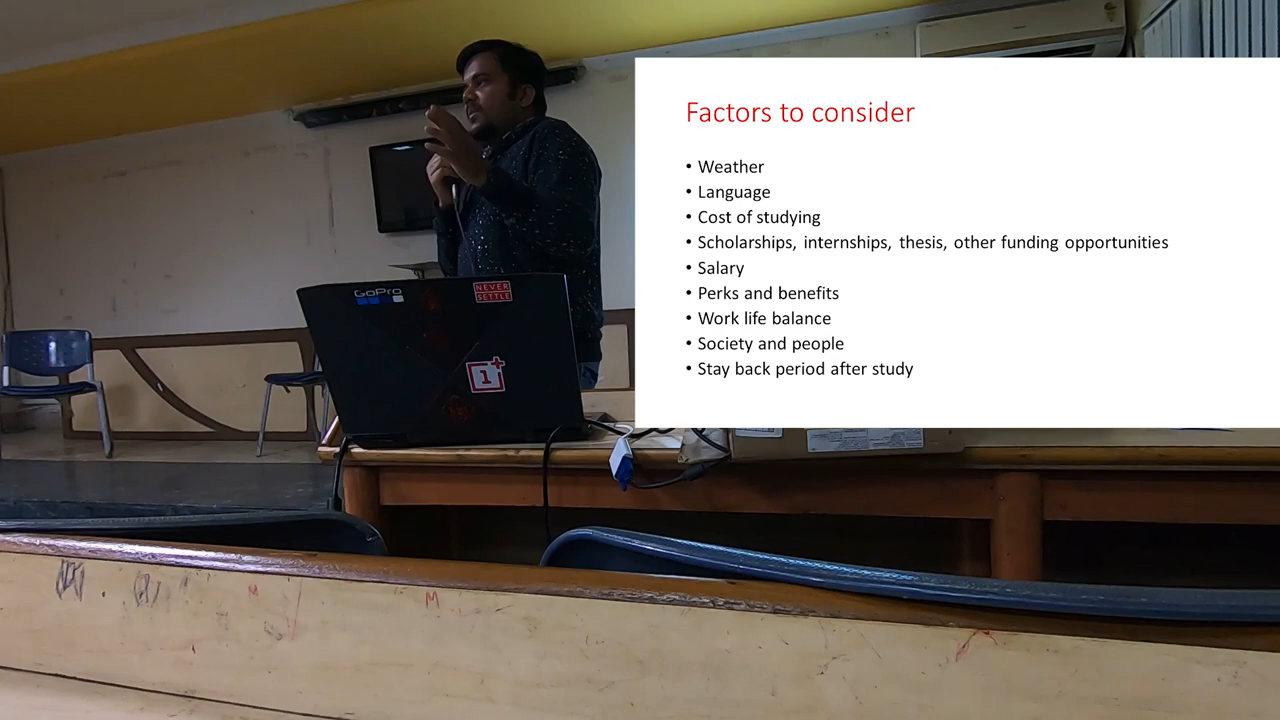 Factors to consider
• Weather
• Language
• Cost of studying
• Scholarships, internships, thesis, other funding opportunities
• Salary
• Perks and benefits
• Work life balance
• Society and people
• Stay back period after study
GoPro
NEVER
SETTLE
1+
M
M